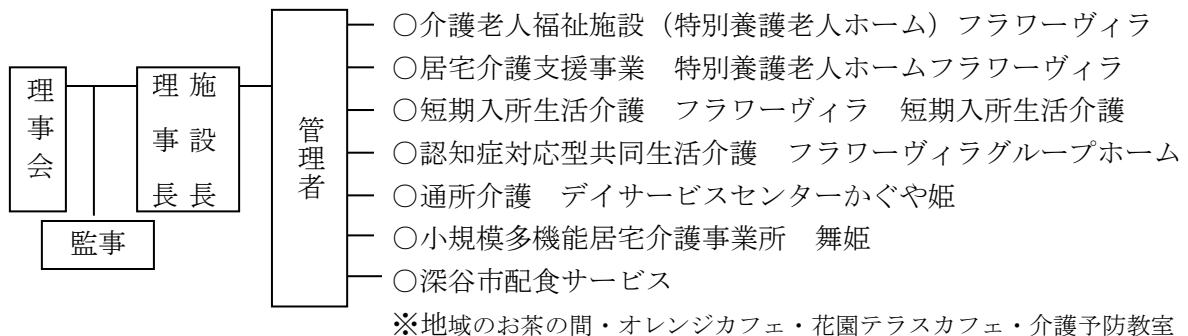 理事会
監事
理事長
施設長
管理者
○介護老人福祉施設（特別養護老人ホーム）フラワーヴィラ
○居宅介護支援事業　特別養護老人ホームフラワーヴィラ
○短期入所生活介護　フラワーヴィラ　短期入所生活介護
○認知症対応型共同生活介護　フラワーヴィラグループホーム
○通所介護　デイサービスセンターかぐや姫
○小規模多機能居宅介護事業所　舞姫
○深谷市配食サービス
※地域のお茶の間・オレンジカフェ・花園テラスカフェ・介護予防教室